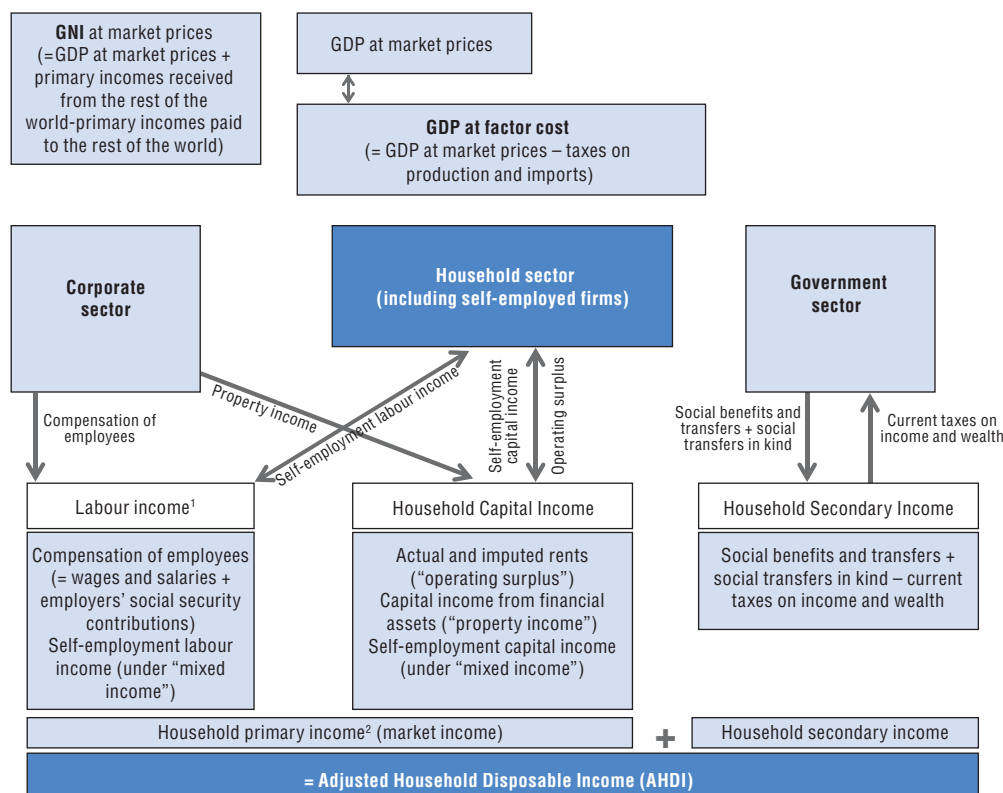 GNI at market prices
(=GDP at market prices +
primary incomes received
from the rest of the
world-primary incomes paid
to the rest of the world)
GDP at market prices
GDP at factor cost
(= GDP at market prices – taxes on
production and imports)
Corporate
sector
Household sector
(including self-employed firms)
Government
sector
Compensation of
employees
Property income
Self-employment labour income
Self-employment
capital income
Operating surplus
Social benefits and
transfers + social
transfers in kind
Current taxes on
income and wealth
Labour income¹
Compensation of employees
(= wages and salaries +
employers’ social security
contributions)
Self-employment labour
income (under “mixed
income”)
Household Capital Income
Actual and imputed rents
(“operating surplus”)
Capital income from financial
assets (“property income”)
Self-employment capital income
(under “mixed income”)
Household Secondary Income
Social benefits and transfers +
social transfers in kind – current
taxes on income and wealth
Household primary income² (market income)
+
Household secondary income
= Adjusted Household Disposable Income (AHDI)